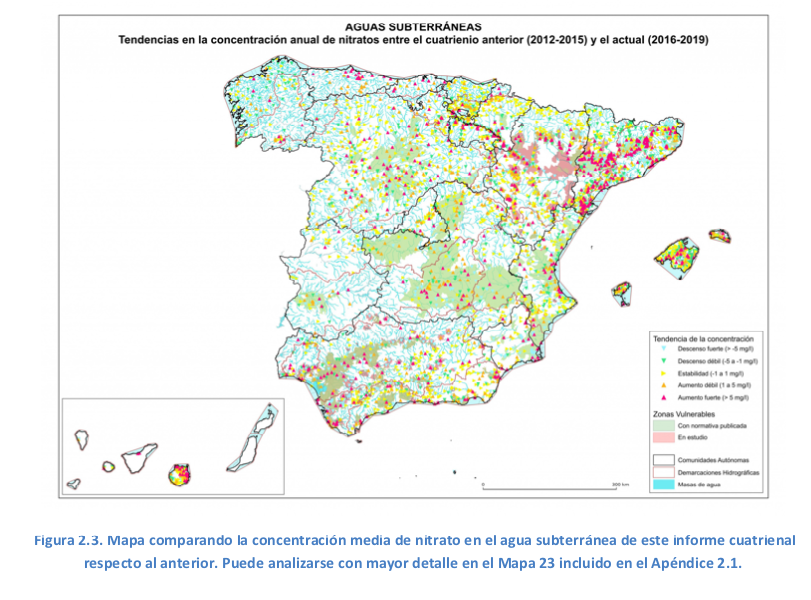 AGUAS SUBTERRÁNEAS
Tendencias en la concentración anual de nitratos entre el cuatrienio anterior (2012-2015) y el actual (2016-2019)
Tendencia de la concentración
Descenso fuerte (> -5 mg/l)
Descenso débil (-5 a -1 mg/l)
Estabilidad (-1 a 1 mg/l)
Aumento débil (1 a 5 mg/l)
Aumento fuerte (> 5 mg/l)
Zonas Vulnerables
Con normativa publicada
En estudio
Comunidades Autónomas
Demarcaciones Hidrográficas
Masas de agua
0 300 km
Figura 2.3. Mapa comparando la concentración media de nitrato en el agua subterránea de este informe cuatrienal
respecto al anterior. Puede analizarse con mayor detalle en el Mapa 23 incluido en el Apéndice 2.1.